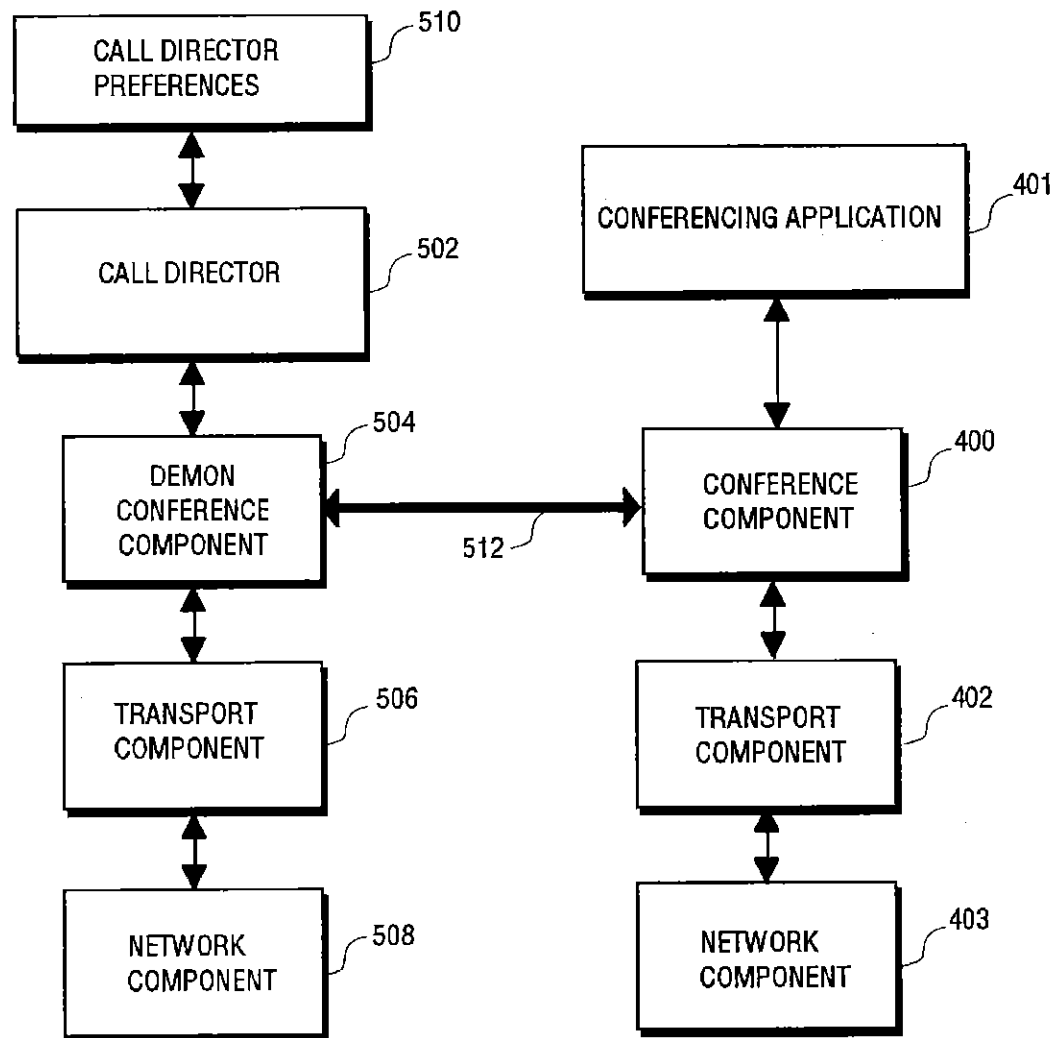 CALL DIRECTOR
PREFERENCES
510
CALL DIRECTOR
502
CONFERENCING APPLICATION
401
DEMON
CONFERENCE
COMPONENT
504
512
CONFERENCE
COMPONENT
400
TRANSPORT
COMPONENT
506
TRANSPORT
COMPONENT
402
NETWORK
COMPONENT
508
NETWORK
COMPONENT
403